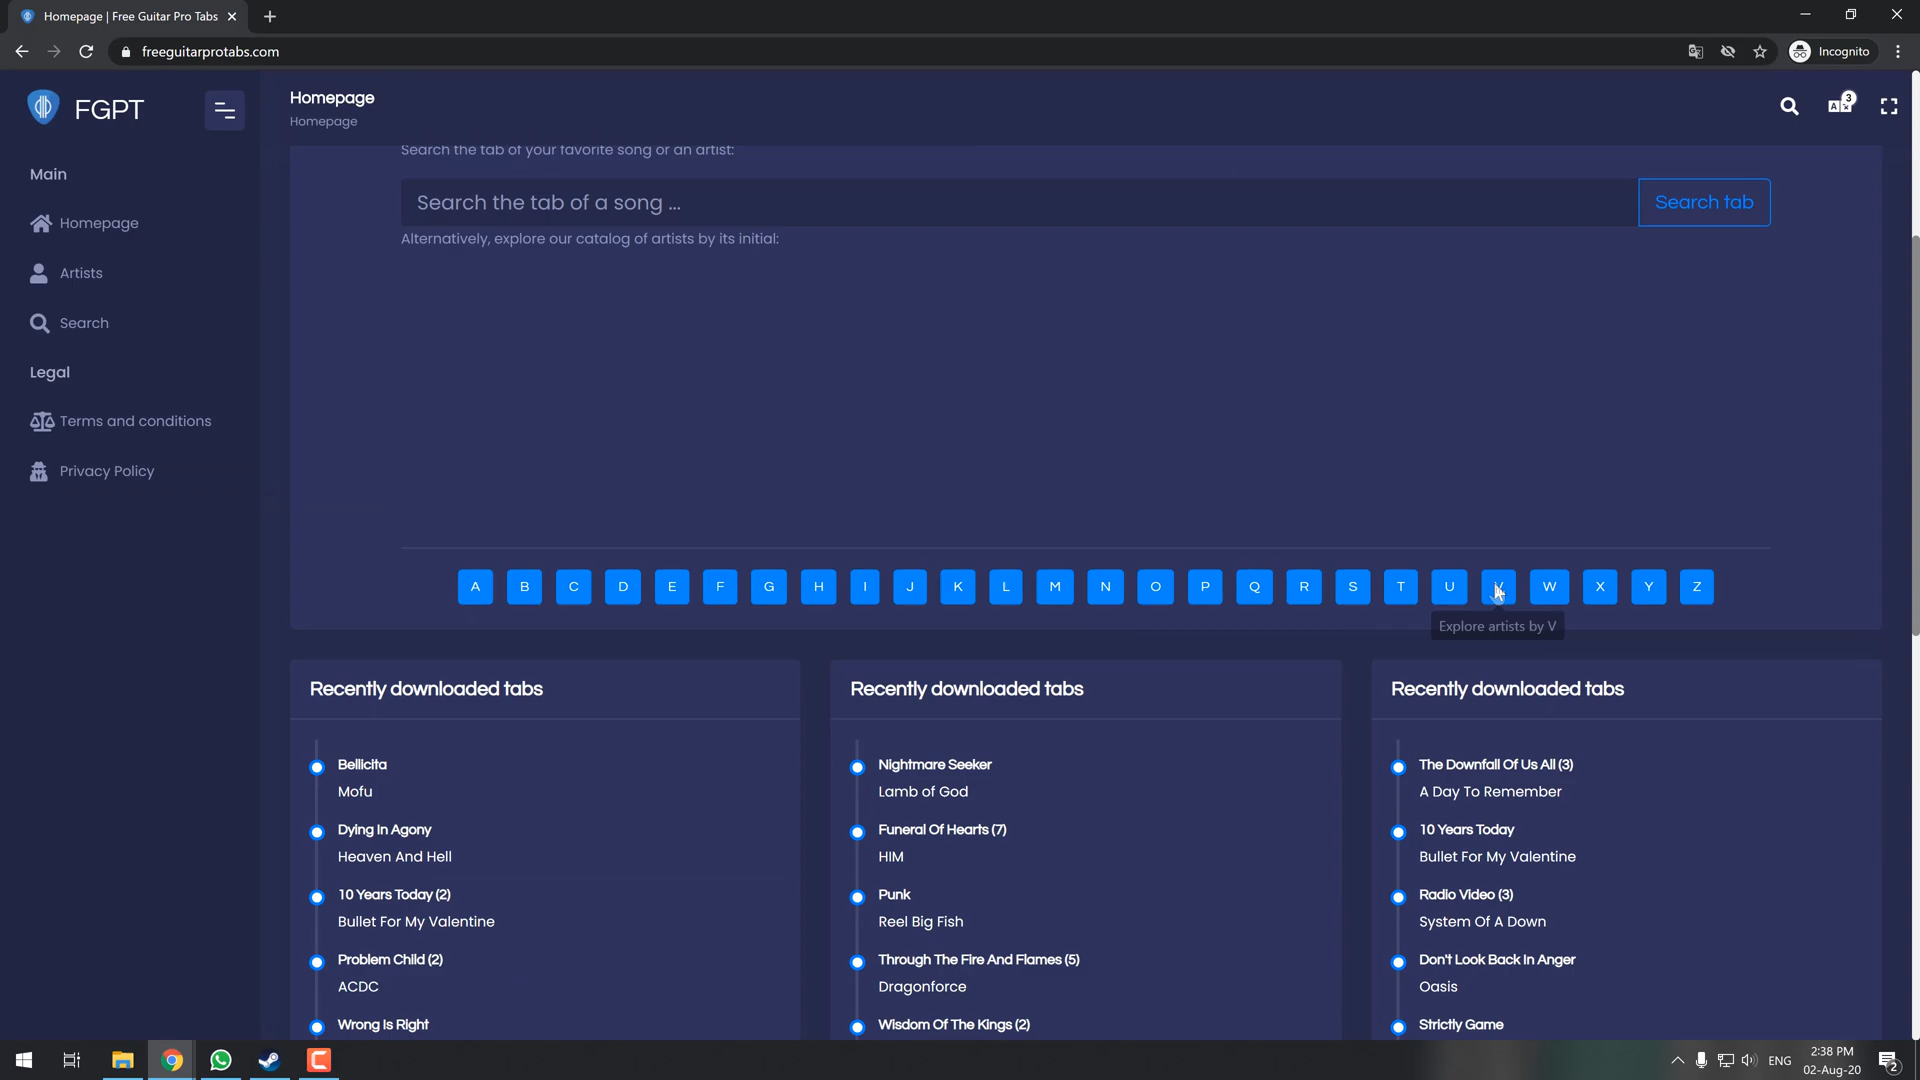 Homepage | Free Guitar Pro Tabs
freeguitarprotabs.com
Incognito
FGPT
Homepage
Homepage
3
Main
Homepage
Artists
Search
Legal
Terms and conditions
Privacy Policy
Search the tab of your favorite song or an artist:
Search the tab of a song ...
Search tab
Alternatively, explore our catalog of artists by its initial:
A B C D E F G H I J K L M N O P Q R S T U V W X Y Z
Explore artists by V
Recently downloaded tabs
Bellicita
Mofu
Dying In Agony
Heaven And Hell
10 Years Today (2)
Bullet For My Valentine
Problem Child (2)
ACDC
Wrong Is Right
Recently downloaded tabs
Nightmare Seeker
Lamb of God
Funeral Of Hearts (7)
HIM
Punk
Reel Big Fish
Through The Fire And Flames (5)
Dragonforce
Wisdom Of The Kings (2)
Recently downloaded tabs
The Downfall Of Us All (3)
A Day To Remember
10 Years Today
Bullet For My Valentine
Radio Video (3)
System Of A Down
Don't Look Back In Anger
Oasis
Strictly Game
ENG
2:38 PM
02-Aug-20
2